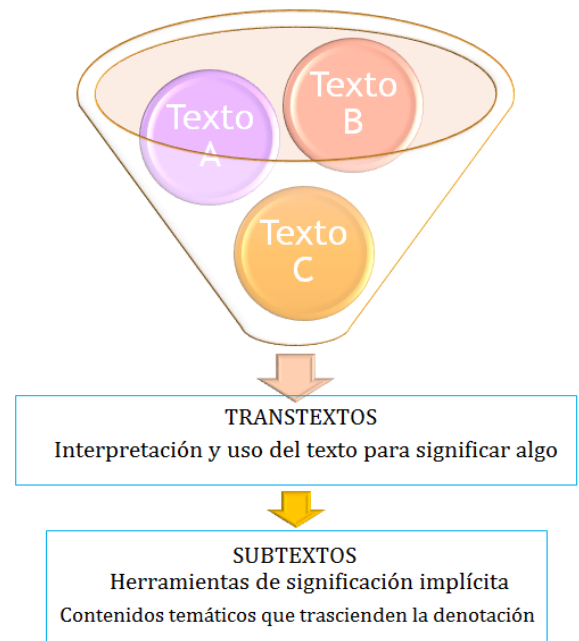 Texto
A
Texto
B
Texto
C
TRANSTEXTOS
Interpretación y uso del texto para significar algo
SUBTEXTOS
Herramientas de significación implícita
Contenidos temáticos que trascienden la denotación